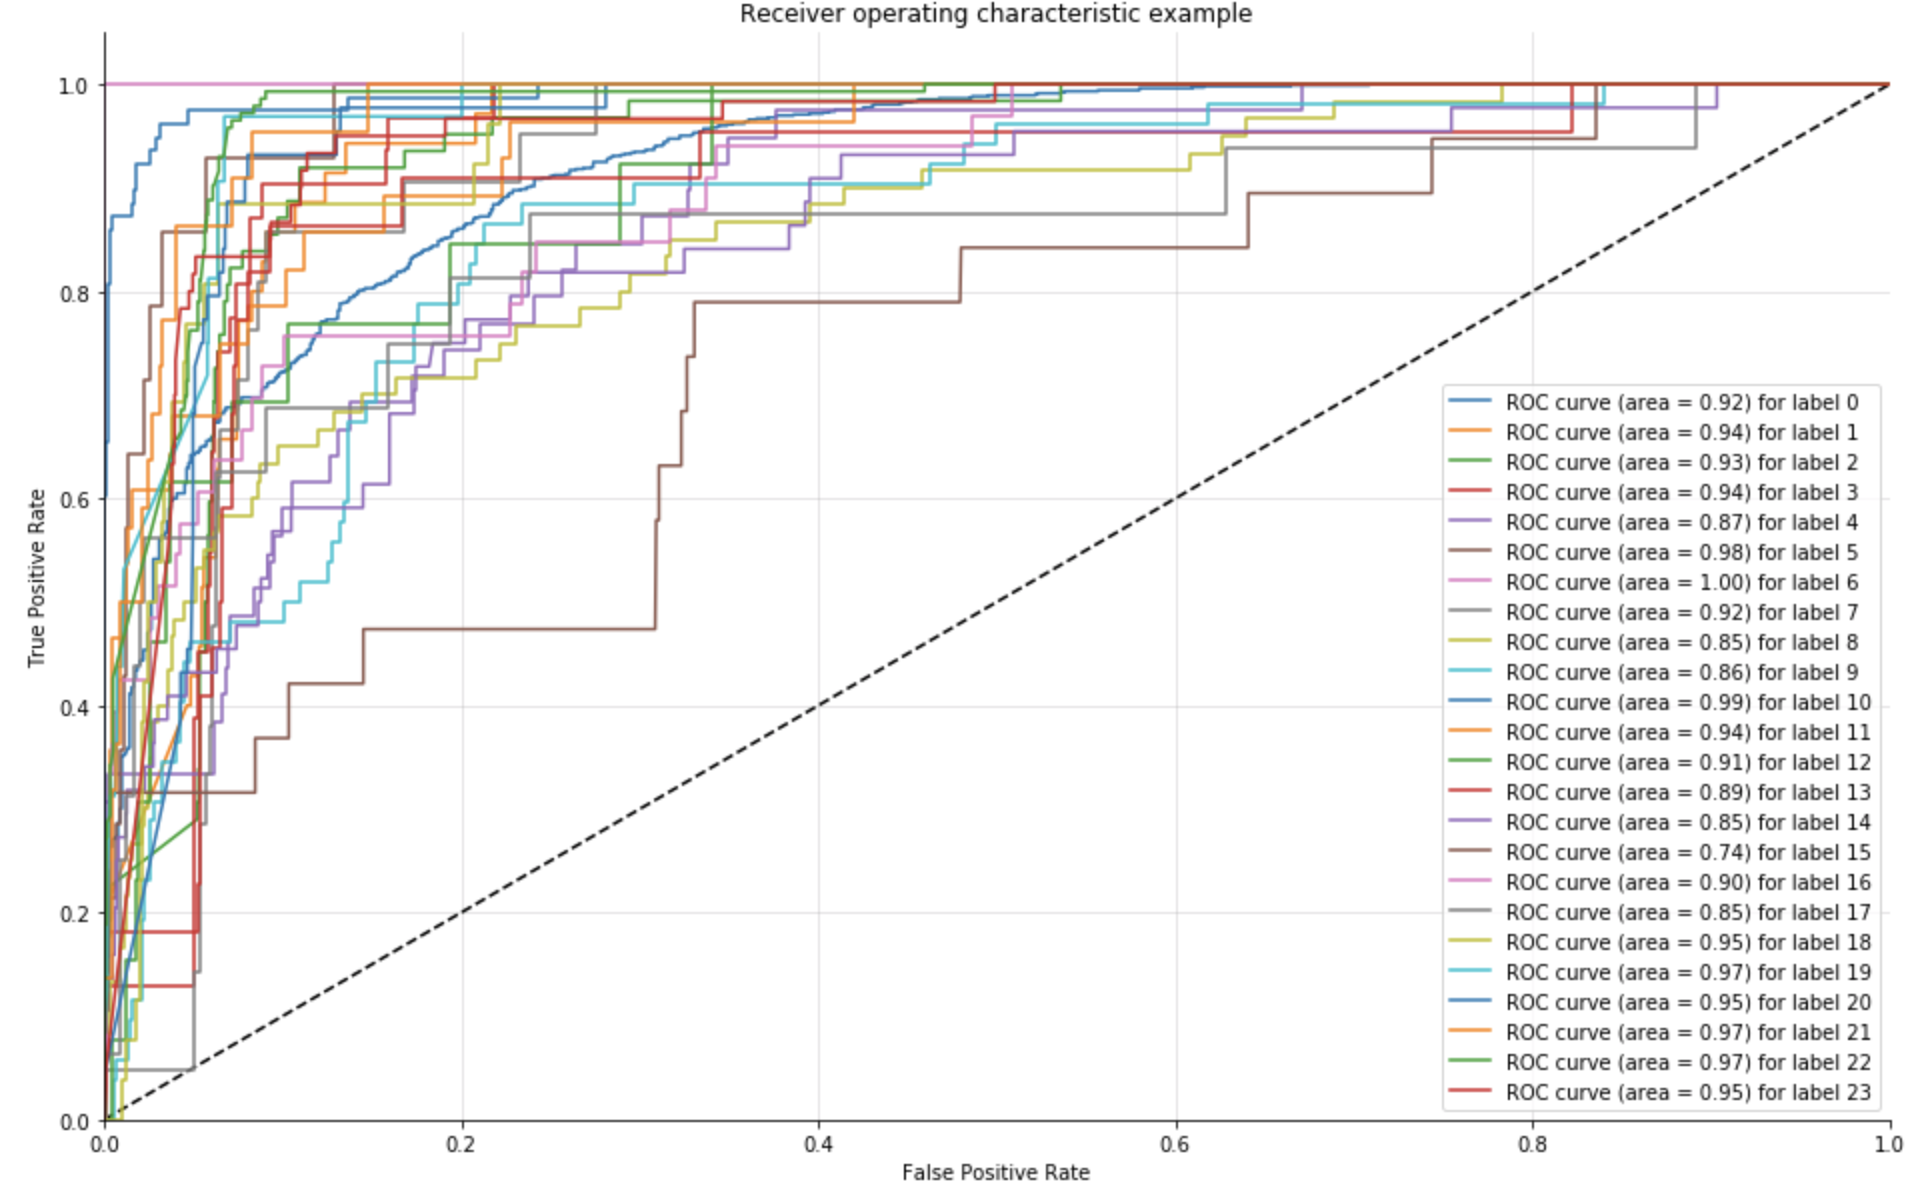 Receiver operating characteristic example
1.0
0.8
0.6
0.4
0.2
0.0
True Positive Rate
0.0 0.2 0.4 0.6 0.8 1.0
False Positive Rate
ROC curve (area = 0.92) for label 0
ROC curve (area = 0.94) for label 1
ROC curve (area = 0.93) for label 2
ROC curve (area = 0.94) for label 3
ROC curve (area = 0.87) for label 4
ROC curve (area = 0.98) for label 5
ROC curve (area = 1.00) for label 6
ROC curve (area = 0.92) for label 7
ROC curve (area = 0.85) for label 8
ROC curve (area = 0.86) for label 9
ROC curve (area = 0.99) for label 10
ROC curve (area = 0.94) for label 11
ROC curve (area = 0.91) for label 12
ROC curve (area = 0.89) for label 13
ROC curve (area = 0.85) for label 14
ROC curve (area = 0.74) for label 15
ROC curve (area = 0.90) for label 16
ROC curve (area = 0.85) for label 17
ROC curve (area = 0.95) for label 18
ROC curve (area = 0.97) for label 19
ROC curve (area = 0.95) for label 20
ROC curve (area = 0.97) for label 21
ROC curve (area = 0.97) for label 22
ROC curve (area = 0.95) for label 23